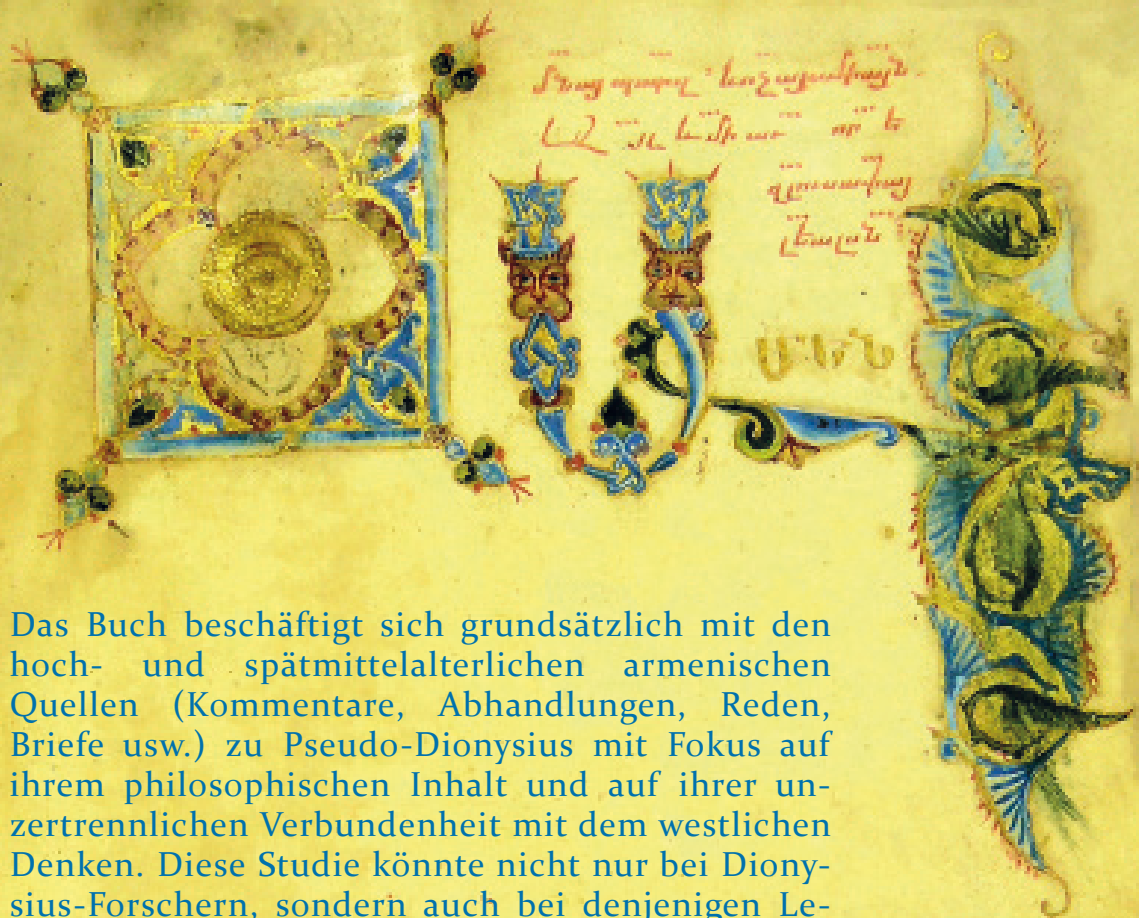 ԱՄԵՆ
Das Buch beschäftigt sich grundsätzlich mit den
hoch- und spätmittelalterlichen armenischen
Quellen (Kommentare, Abhandlungen, Reden,
Briefe usw.) zu Pseudo-Dionysius mit Fokus auf
ihrem philosophischen Inhalt und auf ihrer un-
zertrennlichen Verbundenheit mit dem westlichen
Denken. Diese Studie könnte nicht nur bei Diony-
sius-Forschern, sondern auch bei denjenigen Le-